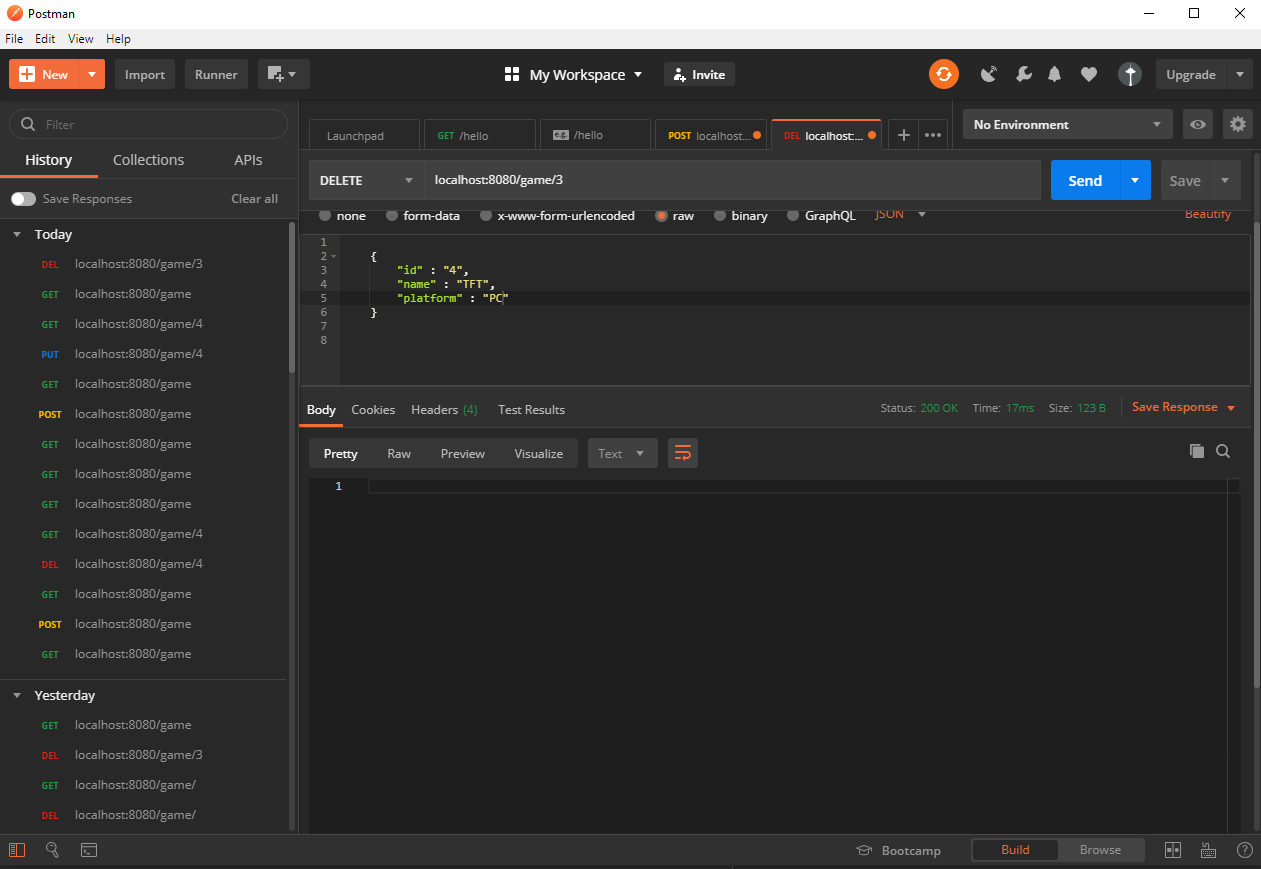 Postman
File Edit View Help
New Import Runner My Workspace Invite Upgrade
Filter
History Collections APIs
Save Responses Clear all
Today
DEL localhost:8080/game/3
GET localhost:8080/game
GET localhost:8080/game/4
PUT localhost:8080/game/4
GET localhost:8080/game
POST localhost:8080/game
GET localhost:8080/game
GET localhost:8080/game
GET localhost:8080/game
GET localhost:8080/game/4
DEL localhost:8080/game/4
GET localhost:8080/game
POST localhost:8080/game
GET localhost:8080/game
Yesterday
GET localhost:8080/game
DEL localhost:8080/game/3
GET localhost:8080/game/
DEL localhost:8080/game/
Launchpad GET /hello e.g. /hello POST localhost... DEL localhost:... + ••• No Environment
DELETE localhost:8080/game/3 Send Save
none form-data x-www-form-urlencoded raw binary GraphQL JSON Beautify
1
2 {
3 "id" : "4",
4 "name" : "TFT",
5 "platform" : "PC"
6 }
7
8
Body Cookies Headers (4) Test Results Status: 200 OK Time: 17ms Size: 123 B Save Response
Pretty Raw Preview Visualize Text
1
Bootcamp Build Browse ?